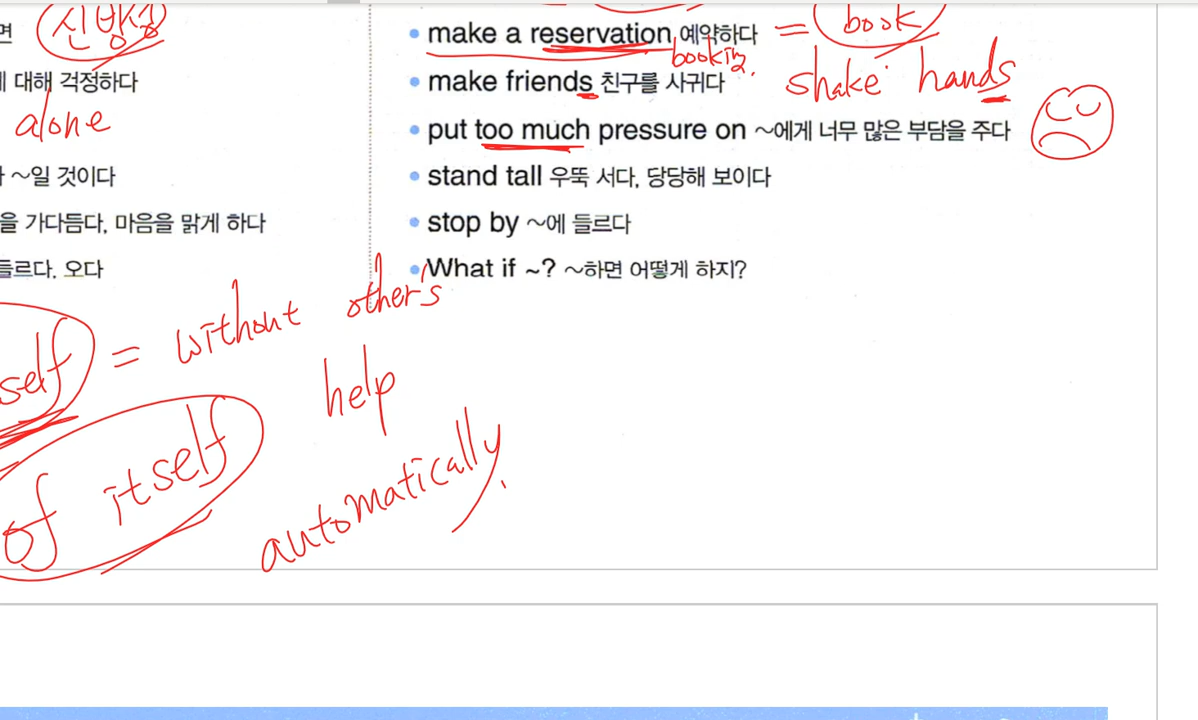 면 신방성
• make a reservation 예약하다 = book
booking.
에 대해 걱정하다
• make friends 친구를 사귀다 shake hands
alone
• put too much pressure on ~에게 너무 많은 부담을 주다
~일 것이다
• stand tall 우뚝 서다, 당당해 보이다
을 가다듬다, 마음을 맑게 하다
• stop by ~에 들르다
들르다, 오다
• What if ~? ~하면 어떻게 하지?
self = without other's
help
of itself
automatically